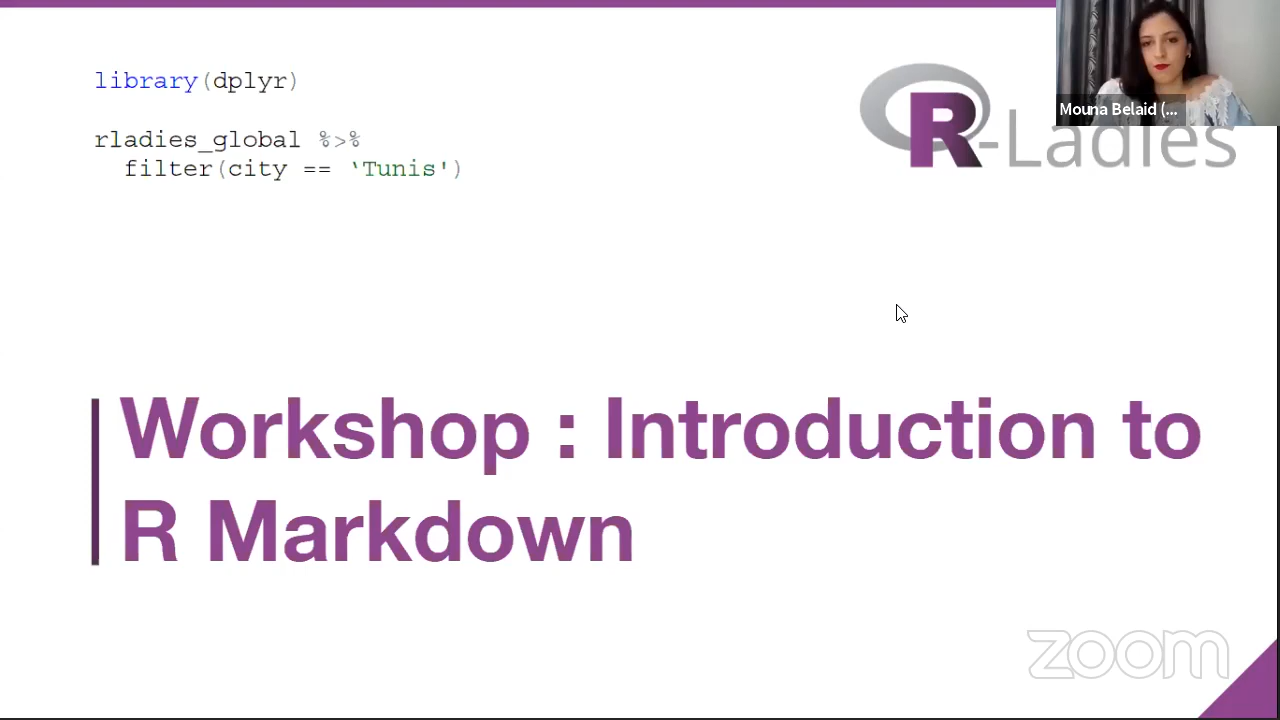 library(dplyr)
rladies_global %>%
filter(city == ‘Tunis')
R-Ladies
Mouna Belaid (...
Workshop : Introduction to
R Markdown
zoom